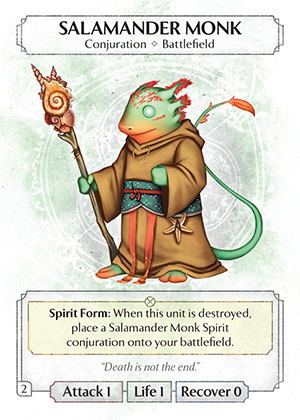 SALAMANDER MONK
Conjuration ⟡ Battlefield
Spirit Form: When this unit is destroyed,
place a Salamander Monk Spirit
conjuration onto your battlefield.
"Death is not the end."
2
Attack 1
Life 1
Recover 0